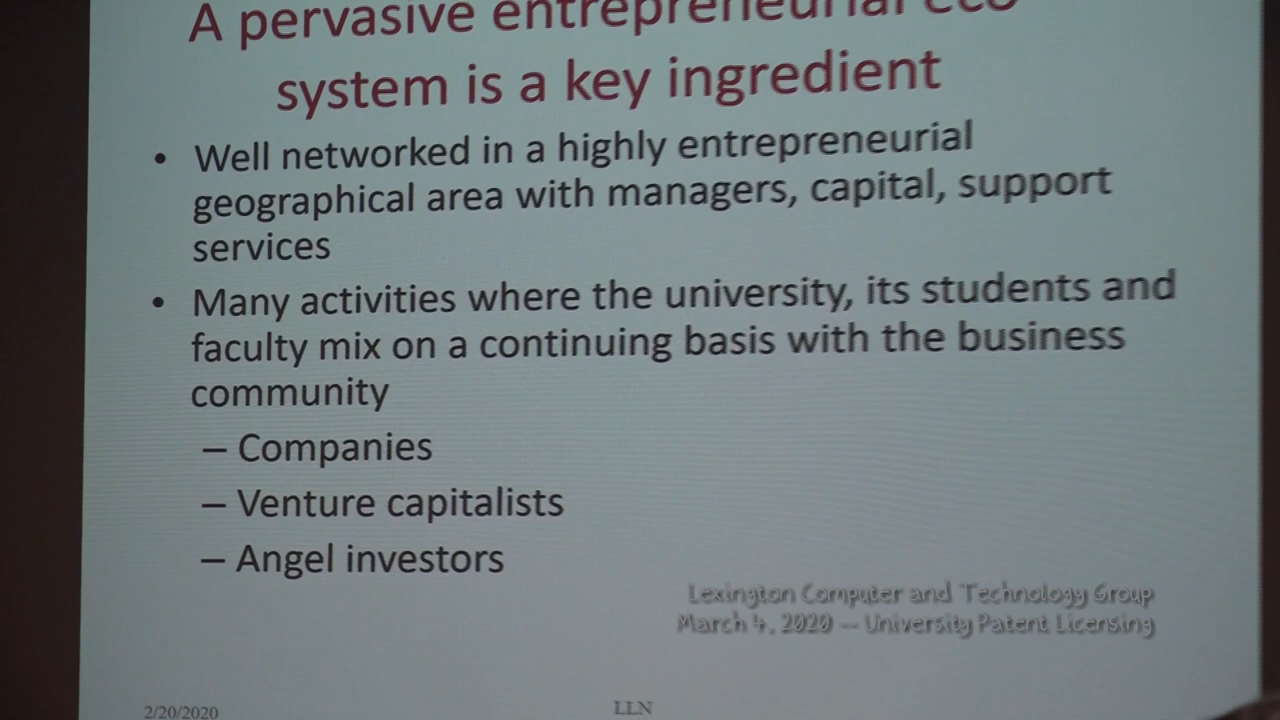 A pervasive entrepreneurial eco
system is a key ingredient
• Well networked in a highly entrepreneurial
geographical area with managers, capital, support
services
• Many activities where the university, its students and
faculty mix on a continuing basis with the business
community
– Companies
– Venture capitalists
– Angel investors
Lexington Computer and Technology Group
March 4, 2020 – University Patent Licensing
2/20/2020
LLN